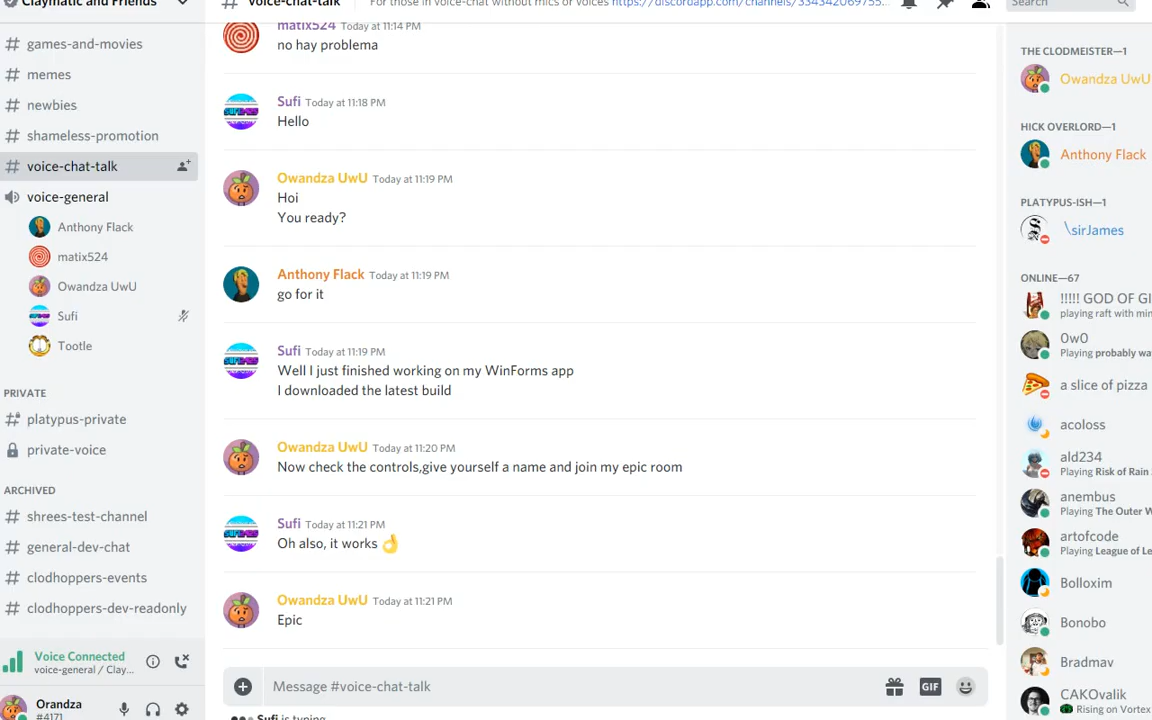 Claymatic and Friends
games-and-movies
memes
newbies
shameless-promotion
voice-chat-talk
voice-general
Anthony Flack
matix524
Owandza UwU
Sufi
Tootle
PRIVATE
platypus-private
private-voice
ARCHIVED
shrees-test-channel
general-dev-chat
clodhoppers-events
clodhoppers-dev-readonly
Voice Connected
voice-general / Clay...
Orandza
#4171
voice-chat-talk
For those in voice-chat without mics or voices https://discordapp.com/channels/334342069755...
Search
matix524 Today at 11:14 PM
no hay problema
Sufi Today at 11:18 PM
Hello
Owandza UwU Today at 11:19 PM
Hoi
You ready?
Anthony Flack Today at 11:19 PM
go for it
Sufi Today at 11:19 PM
Well I just finished working on my WinForms app
I downloaded the latest build
Owandza UwU Today at 11:20 PM
Now check the controls,give yourself a name and join my epic room
Sufi Today at 11:21 PM
Oh also, it works 👌
Owandza UwU Today at 11:21 PM
Epic
Message #voice-chat-talk
GIF
Sufi is typing
THE CLODMEISTER—1
Owandza UwU
HICK OVERLORD—1
Anthony Flack
PLATYPUS-ISH—1
\sirJames
ONLINE—67
!!!!! GOD OF GI
playing raft with min
OwO
Playing probably wa
a slice of pizza
acoloss
ald234
Playing Risk of Rain
anembus
Playing The Outer W
artofcode
Playing League of Le
Bolloxim
Bonobo
Bradmav
CAKOvalik
Rising on Vortex